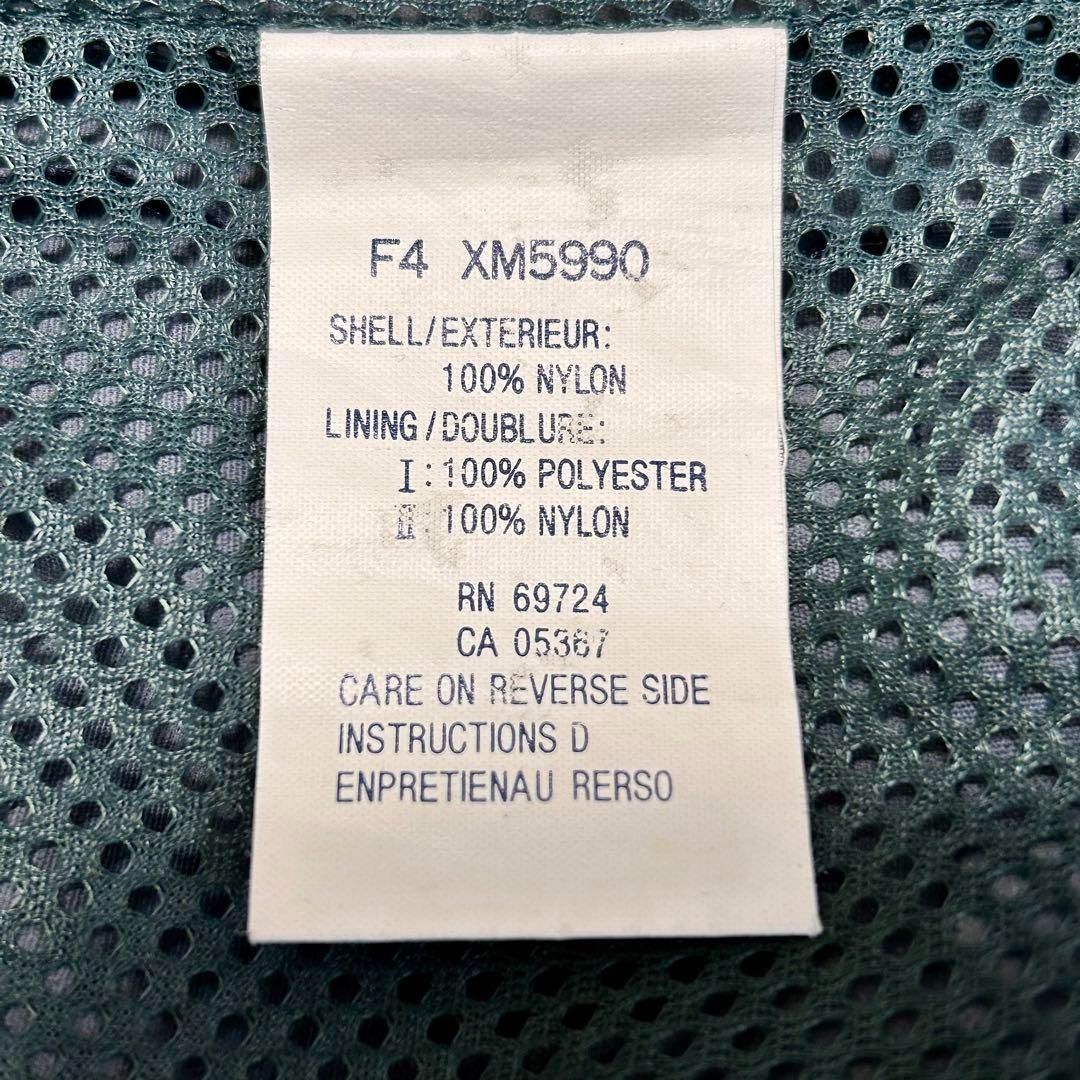 F4 XM5990
SHELL/EXTERIEUR:
100% NYLON
LINING/DOUBLURE:
I:100% POLYESTER
II:100% NYLON
RN 69724
CA 05367
CARE ON REVERSE SIDE
INSTRUCTIONS D
ENPRETIENAU RERSO